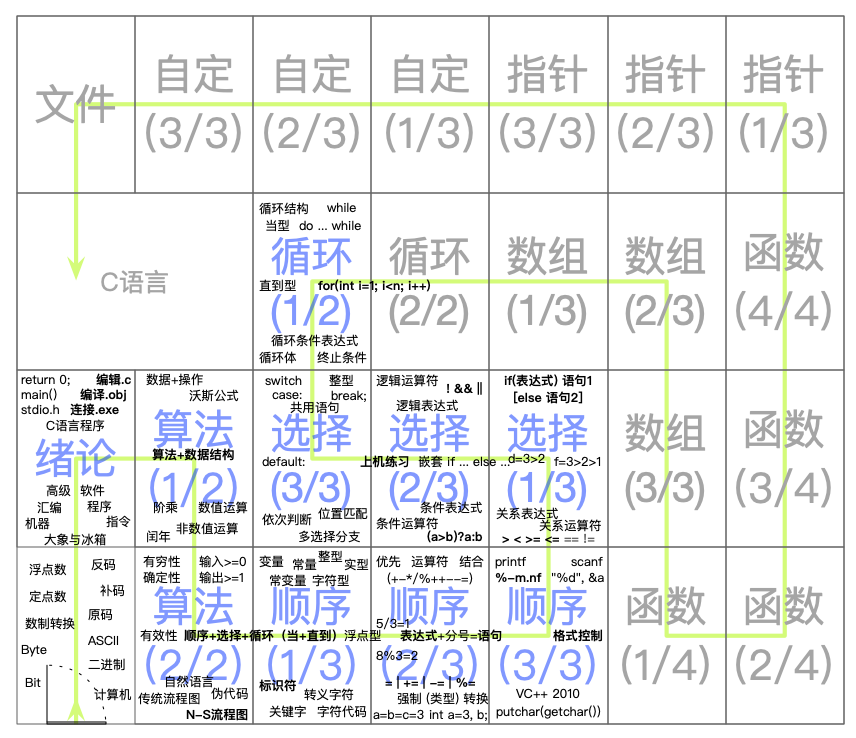 文件
自定
(3/3)
自定
(2/3)
自定
(1/3)
指针
(3/3)
指针
(2/3)
指针
(1/3)
C语言
循环结构 while
当型 do ... while
循环
直到型 for(int i=1; i<n; i++)
(1/2)
循环条件表达式
循环体 终止条件
循环
(2/2)
数组
(1/3)
数组
(2/3)
函数
(4/4)
return 0; 编辑.c
main() 编译.obj
stdio.h 连接.exe
C语言程序
绪论
高级 软件
汇编 程序
机器 指令
大象与冰箱
数据+操作
沃斯公式
算法
算法+数据结构
(1/2)
阶乘 数值运算
闰年 非数值运算
switch 整型
case: break;
共用语句
选择
default:
(3/3)
依次判断 位置匹配
多选择分支
逻辑运算符 ! && ||
逻辑表达式
选择
上机练习 嵌套 if ... else ...
(2/3)
条件表达式
条件运算符
(a>b)?a:b
if(表达式) 语句1
[else 语句2]
选择
d=3>2 f=3>2>1
(1/3)
关系表达式
关系运算符
> < >= <= == !=
数组
(3/3)
函数
(3/4)
浮点数 反码
定点数 补码
数制转换 原码
Byte ASCII
二进制
Bit 计算机
有穷性 输入>=0
确定性 输出>=1
算法
有效性 顺序+选择+循环（当+直到）
(2/2)
自然语言
传统流程图 伪代码
N-S流程图
变量 常量 整型 实型
常变量 字符型
顺序
浮点型
(1/3)
标识符 转义字符
关键字 字符代码
优先 运算符 结合
(+-*/%++--=)
顺序
5/3=1
表达式+分号=语句
8%3=2
(2/3)
= | += | -= | %=
强制 (类型) 转换
a=b=c=3 int a=3, b;
printf scanf
%-m.nf "%d", &a
顺序
格式控制
(3/3)
VC++ 2010
putchar(getchar())
函数
(1/4)
函数
(2/4)